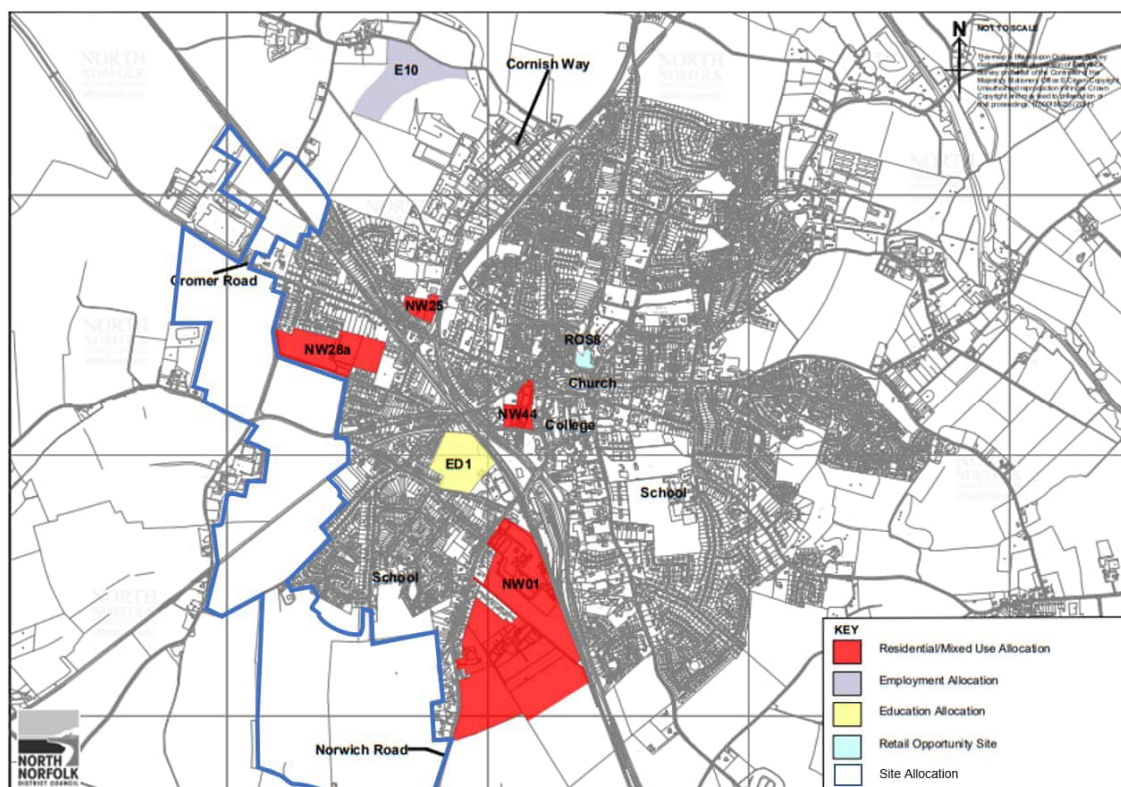 N
NOT TO SCALE
E10
Cornish Way
Cromer Road
NW25
NW28a
ROS8
Church
NW44
College
ED1
School
School
NW01
Norwich Road
KEY
Residential/Mixed Use Allocation
Employment Allocation
Education Allocation
Retail Opportunity Site
Site Allocation
NORTH
NORFOLK
DISTRICT COUNCIL